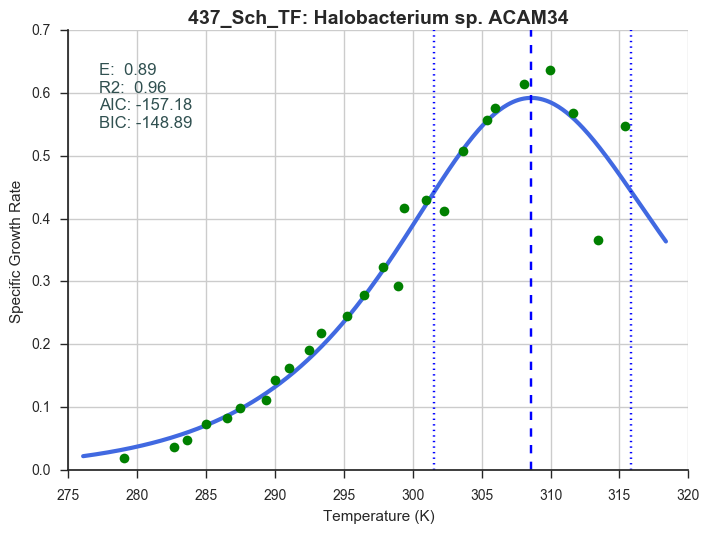 437_Sch_TF: Halobacterium sp. ACAM34
E:  0.89
R2:  0.96
AIC: -157.18
BIC: -148.89
Specific Growth Rate
0.7
0.6
0.5
0.4
0.3
0.2
0.1
0.0
275 280 285 290 295 300 305 310 315 320
Temperature (K)